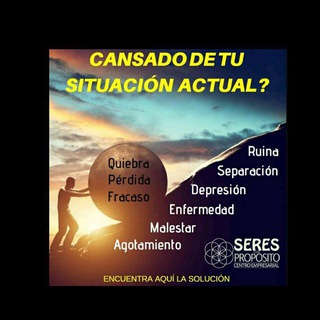 CANSADO DE TU
SITUACIÓN ACTUAL?
Quiebra
Pérdida
Fracaso
Ruina
Separación
Depresión
Enfermedad
Malestar
Agotamiento
SERES
PROPÓSITO
CENTRO EMPRESARIAL
ENCUENTRA AQUÍ LA SOLUCIÓN